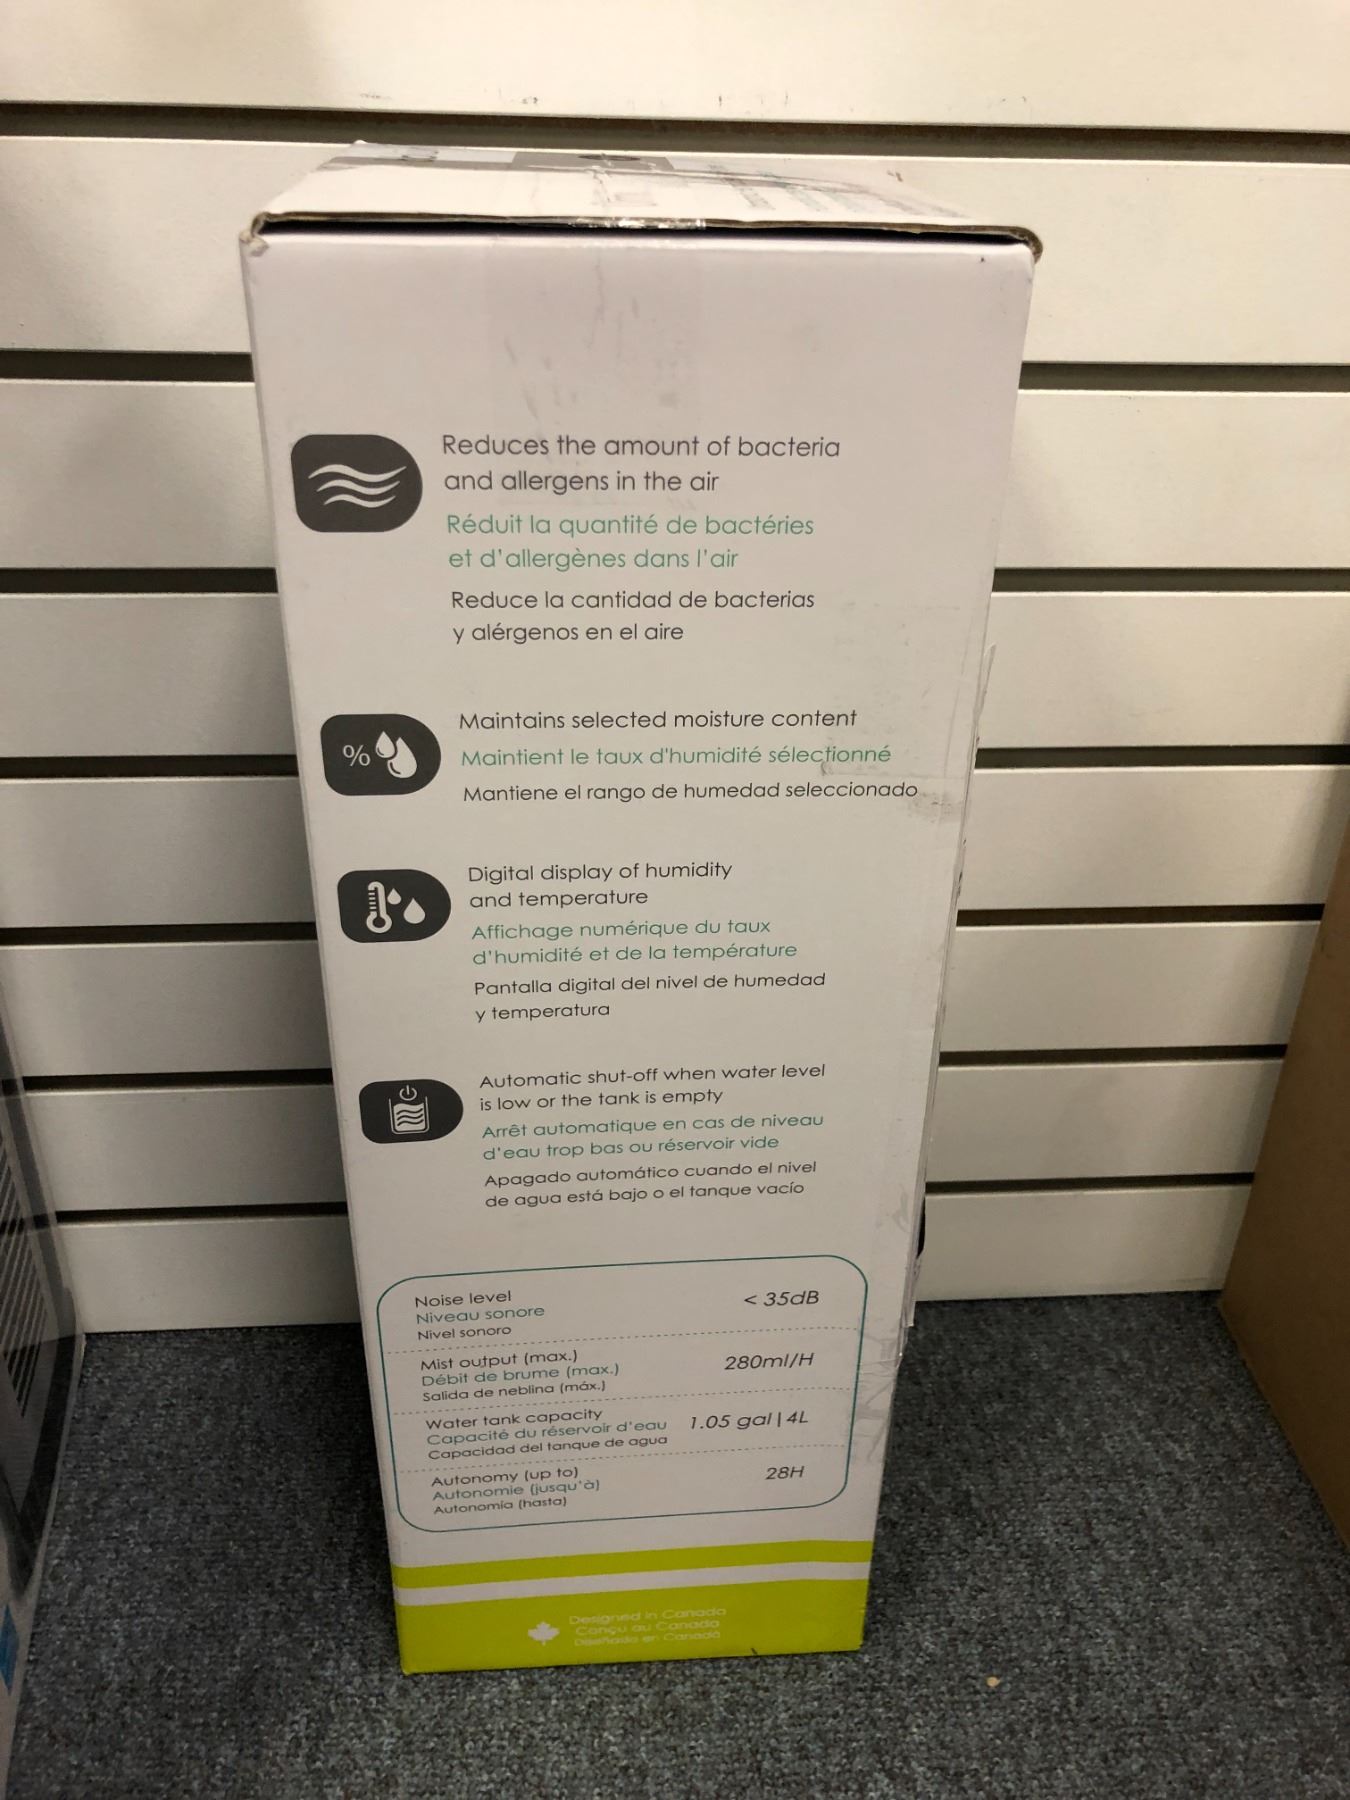 Reduces the amount of bacteria
and allergens in the air
Réduit la quantité de bactéries
et d'allergènes dans l'air
Reduce la cantidad de bacterias
y alérgenos en el aire
%
Maintains selected moisture content
Maintient le taux d'humidité sélectionné
Mantiene el rango de humedad seleccionado
Digital display of humidity
and temperature
Affichage numérique du taux
d'humidité et de la température
Pantalla digital del nivel de humedad
y temperatura
Automatic shut-off when water level
is low or the tank is empty
Arrêt automatique en cas de niveau
d'eau trop bas ou réservoir vide
Apagado automático cuando el nivel
de agua está bajo o el tanque vacío
Noise level
Niveau sonore
Nivel sonoro
< 35dB
Mist output (max.)
Débit de brume (max.)
Salida de neblina (máx.)
280ml/H
Water tank capacity
Capacité du réservoir d'eau
Capacidad del tanque de agua
1.05 gal | 4L
Autonomy (up to)
Autonomie (jusqu'à)
Autonomía (hasta)
28H
Designed in Canada
Conçu au Canada
Diseñado en Canadá